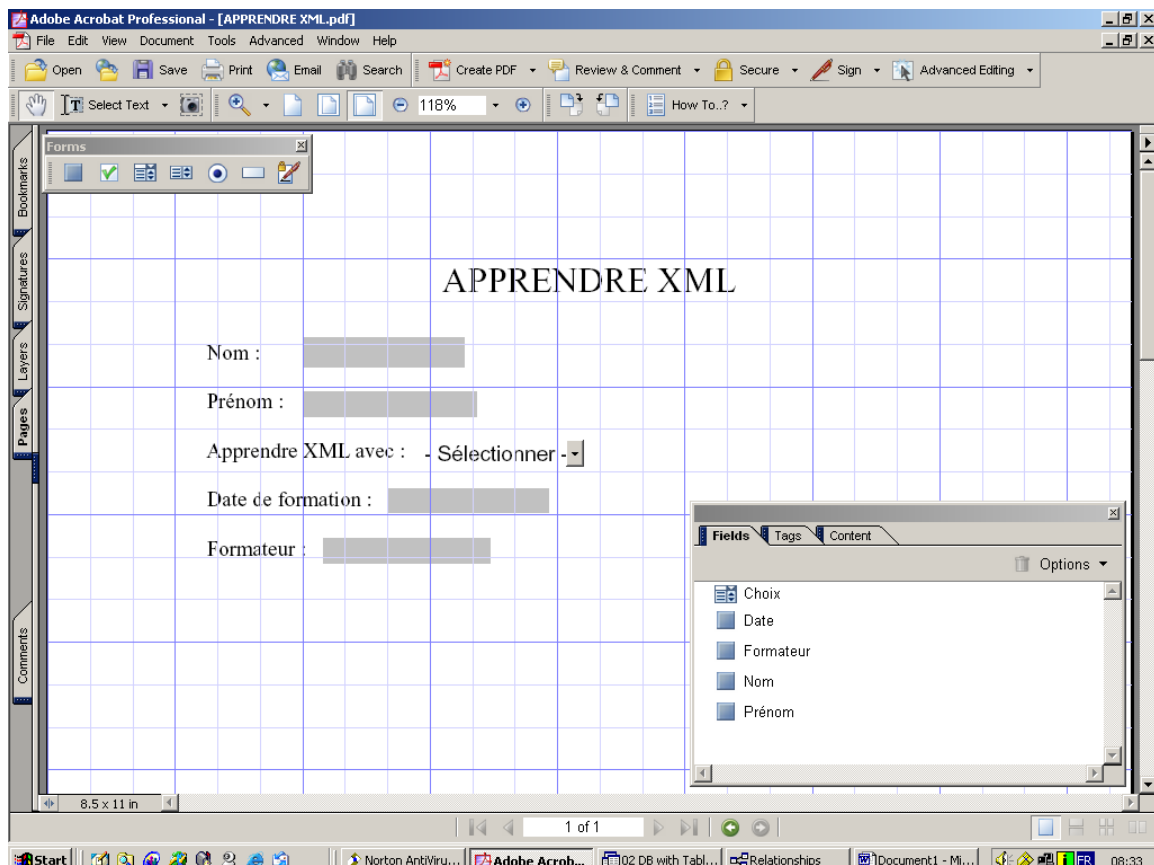 Adobe Acrobat Professional - [APPRENDRE XML.pdf]
File Edit View Document Tools Advanced Window Help
Open Save Print Email Search Create PDF Review & Comment Secure Sign Advanced Editing
Select Text 118% How To..?
Forms
Bookmarks
Signatures
Layers
Pages
Comments
APPRENDRE XML
Nom :
Prénom :
Apprendre XML avec : - Sélectionner -
Date de formation :
Formateur :
Fields Tags Content
Options
Choix
Date
Formateur
Nom
Prénom
8.5 x 11 in
1 of 1
Start Norton AntiViru... Adobe Acrob... 02 DB with Tabl... Relationships Document1 - Mi... FR 08:33